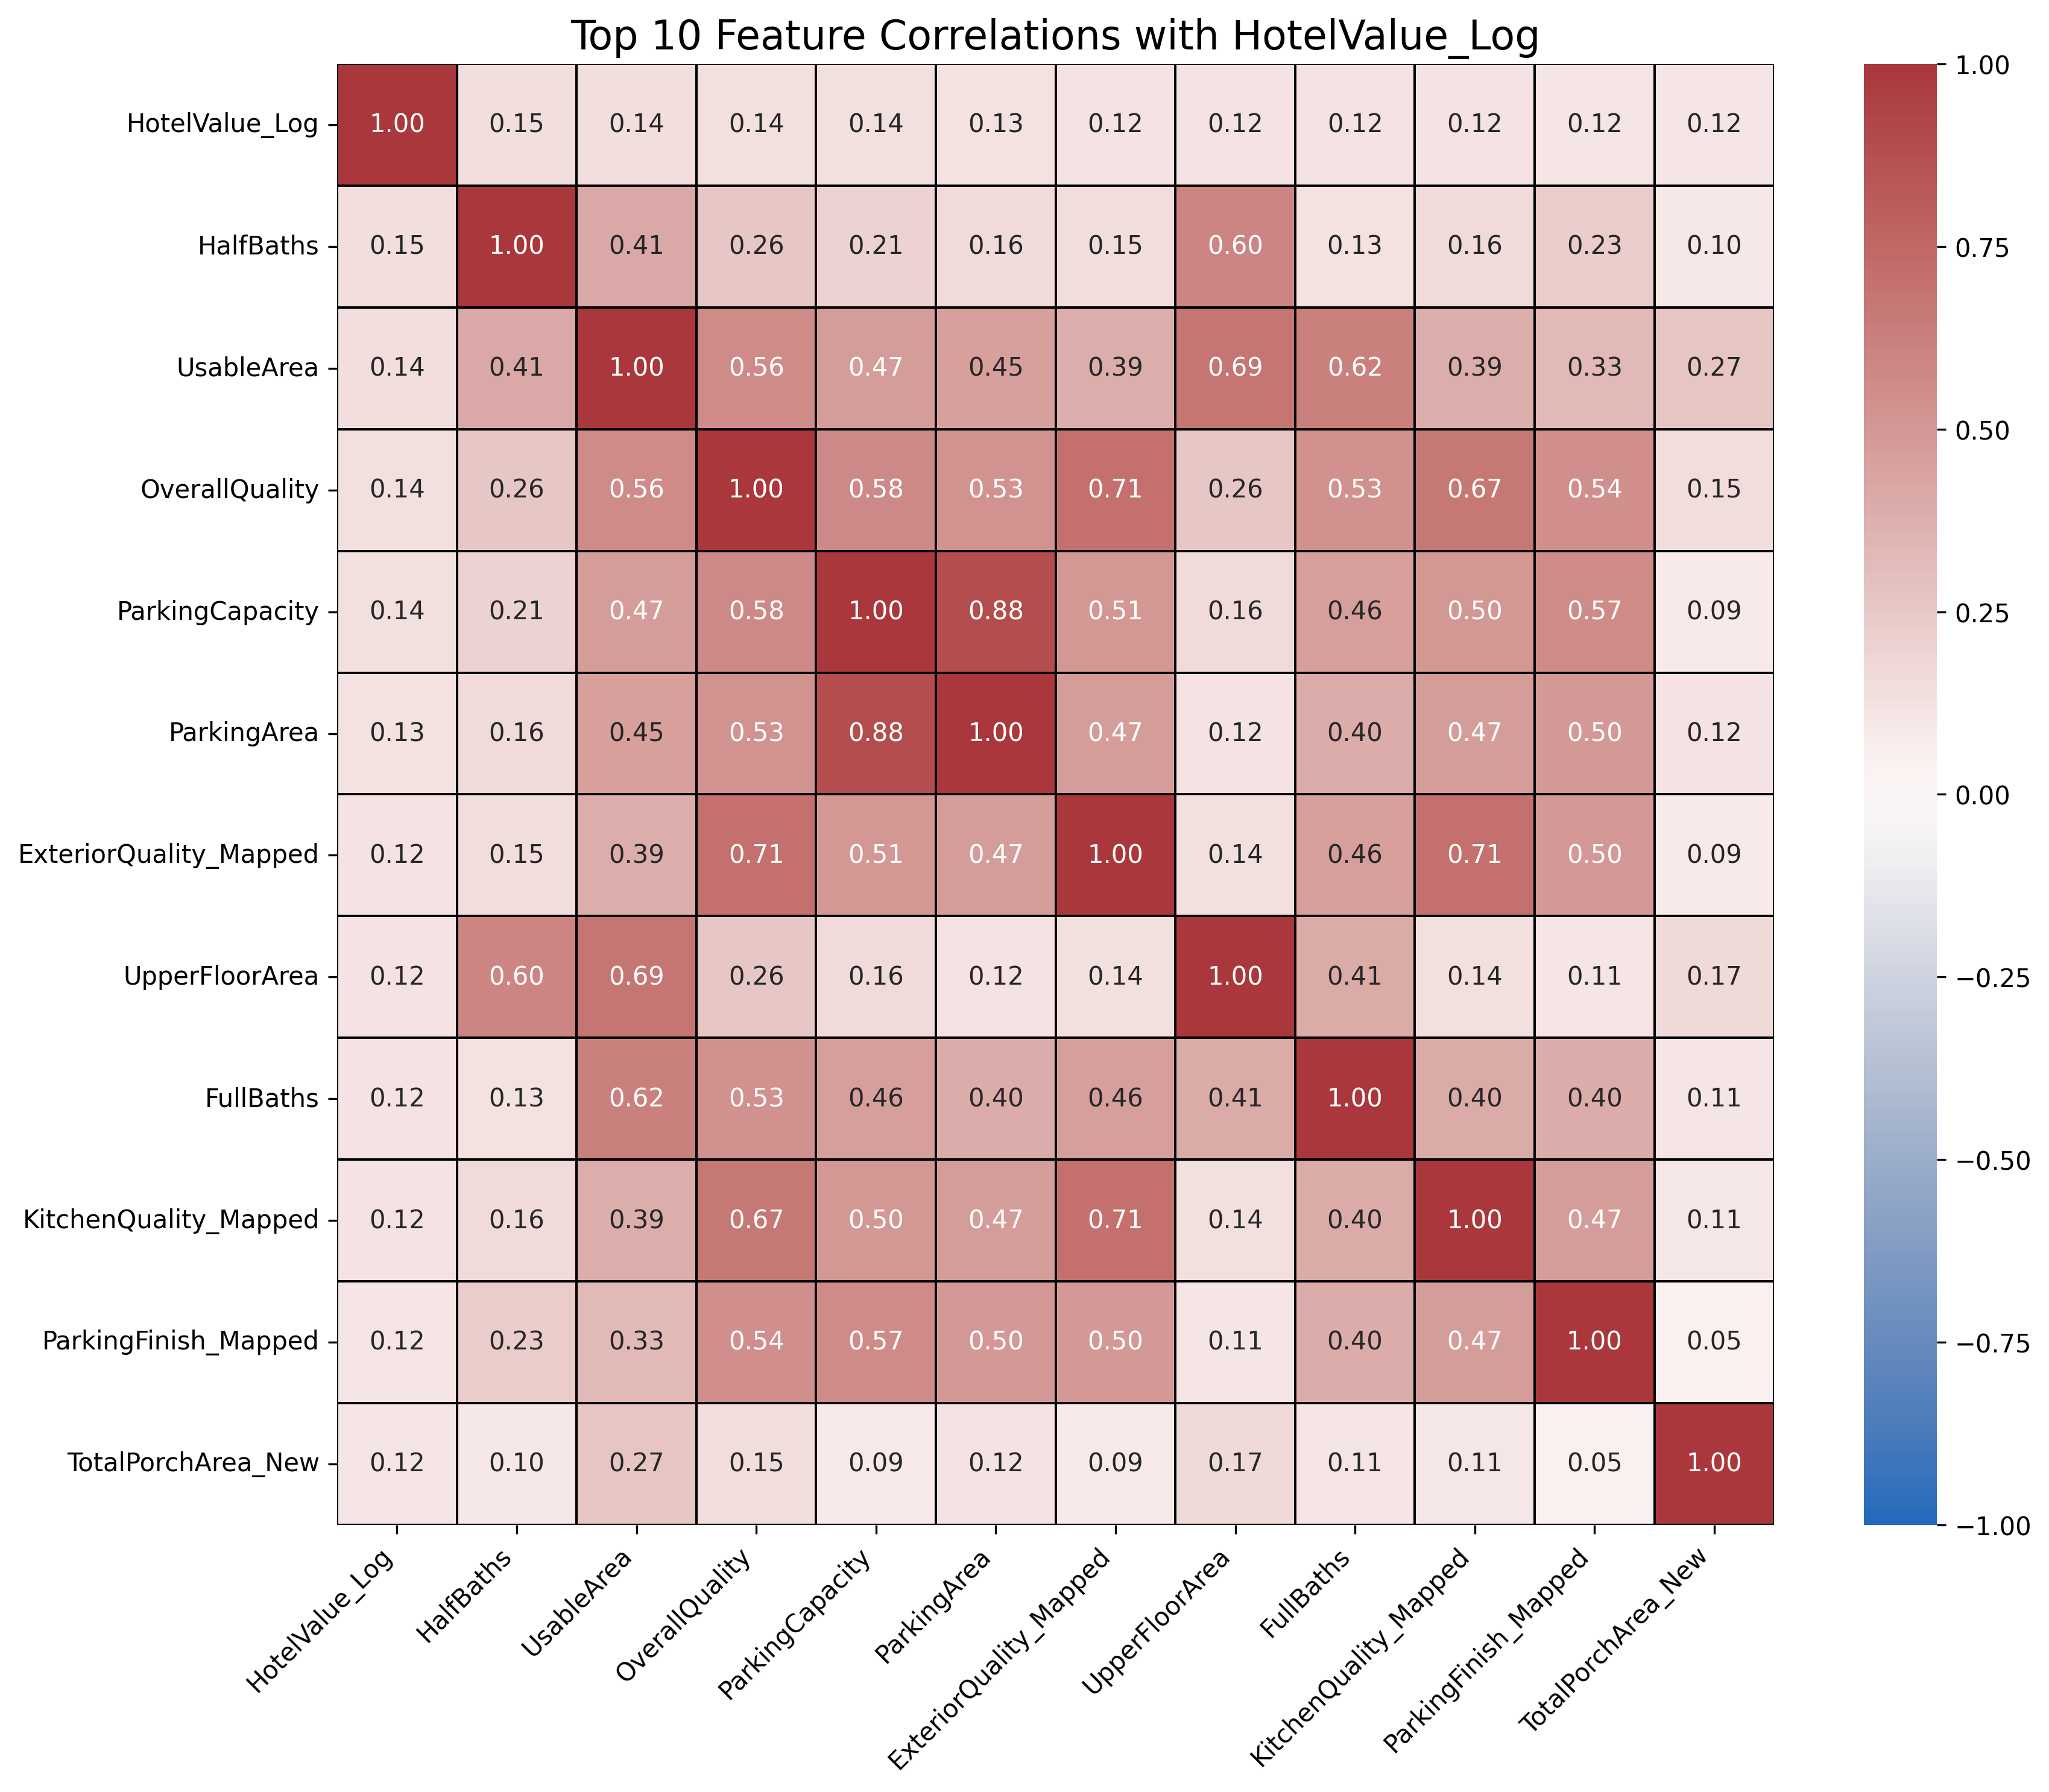 Top 10 Feature Correlations with HotelValue_Log
HotelValue_Log 1.00 0.15 0.14 0.14 0.14 0.13 0.12 0.12 0.12 0.12 0.12 0.12
HalfBaths 0.15 1.00 0.41 0.26 0.21 0.16 0.15 0.60 0.13 0.16 0.23 0.10
UsableArea 0.14 0.41 1.00 0.56 0.47 0.45 0.39 0.69 0.62 0.39 0.33 0.27
OverallQuality 0.14 0.26 0.56 1.00 0.58 0.53 0.71 0.26 0.53 0.67 0.54 0.15
ParkingCapacity 0.14 0.21 0.47 0.58 1.00 0.88 0.51 0.16 0.46 0.50 0.57 0.09
ParkingArea 0.13 0.16 0.45 0.53 0.88 1.00 0.47 0.12 0.40 0.47 0.50 0.12
ExteriorQuality_Mapped 0.12 0.15 0.39 0.71 0.51 0.47 1.00 0.14 0.46 0.71 0.50 0.09
UpperFloorArea 0.12 0.60 0.69 0.26 0.16 0.12 0.14 1.00 0.41 0.14 0.11 0.17
FullBaths 0.12 0.13 0.62 0.53 0.46 0.40 0.46 0.41 1.00 0.40 0.40 0.11
KitchenQuality_Mapped 0.12 0.16 0.39 0.67 0.50 0.47 0.71 0.14 0.40 1.00 0.47 0.11
ParkingFinish_Mapped 0.12 0.23 0.33 0.54 0.57 0.50 0.50 0.11 0.40 0.47 1.00 0.05
TotalPorchArea_New 0.12 0.10 0.27 0.15 0.09 0.12 0.09 0.17 0.11 0.11 0.05 1.00
HotelValue_Log
HalfBaths
UsableArea
OverallQuality
ParkingCapacity
ParkingArea
ExteriorQuality_Mapped
UpperFloorArea
FullBaths
KitchenQuality_Mapped
ParkingFinish_Mapped
TotalPorchArea_New
1.00
0.75
0.50
0.25
0.00
−0.25
−0.50
−0.75
−1.00